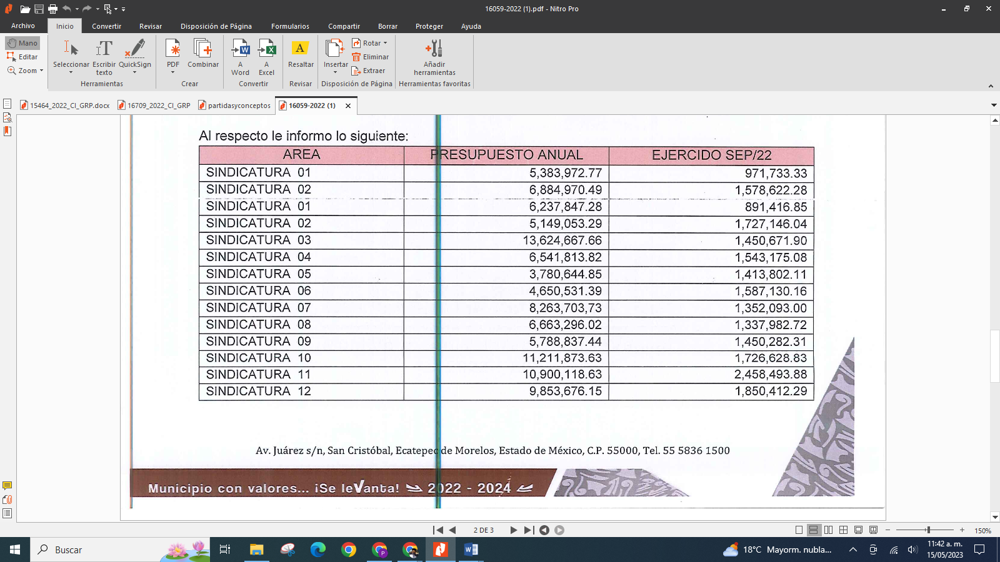 16059-2022 (1).pdf - Nitro Pro
Archivo Inicio Convertir Revisar Disposición de Página Formularios Compartir Borrar Proteger Ayuda
Mano
Editar
Zoom
Seleccionar Escribir texto QuickSign
Herramientas
PDF Combinar
Crear
A Word A Excel
Convertir
Resaltar
Revisar
Insertar Rotar Eliminar Extraer
Disposición de Página
Añadir herramientas
Herramientas favoritas
15464_2022_CI_GRP.docx 16709_2022_CI_GRP partidasyconceptos 16059-2022 (1)
Al respecto le informo lo siguiente:
AREA PRESUPUESTO ANUAL EJERCIDO SEP/22
SINDICATURA 01 5,383,972.77 971,733.33
SINDICATURA 02 6,884,970.49 1,578,622.28
SINDICATURA 01 6,237,847.28 891,416.85
SINDICATURA 02 5,149,053.29 1,727,146.04
SINDICATURA 03 13,624,667.66 1,450,671.90
SINDICATURA 04 6,541,813.82 1,543,175.08
SINDICATURA 05 3,780,644.85 1,413,802.11
SINDICATURA 06 4,650,531.39 1,587,130.16
SINDICATURA 07 8,263,703,73 1,352,093.00
SINDICATURA 08 6,663,296.02 1,337,982.72
SINDICATURA 09 5,788,837.44 1,450,282.31
SINDICATURA 10 11,211,873.63 1,726,628.83
SINDICATURA 11 10,900,118.63 2,458,493.88
SINDICATURA 12 9,853,676.15 1,850,412.29
Av. Juárez s/n, San Cristóbal, Ecatepec de Morelos, Estado de México, C.P. 55000, Tel. 55 5836 1500
Municipio con valores... ¡Se leVanta! 2022 - 2024
2 DE 3
150%
Buscar
18°C Mayorm. nubla...
11:42 a. m.
15/05/2023